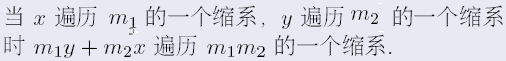 当 x 遍历 m₁ 的一个缩系, y 遍历 m₂ 的一个缩系
时 m₁y + m₂x 遍历 m₁m₂ 的一个缩系.